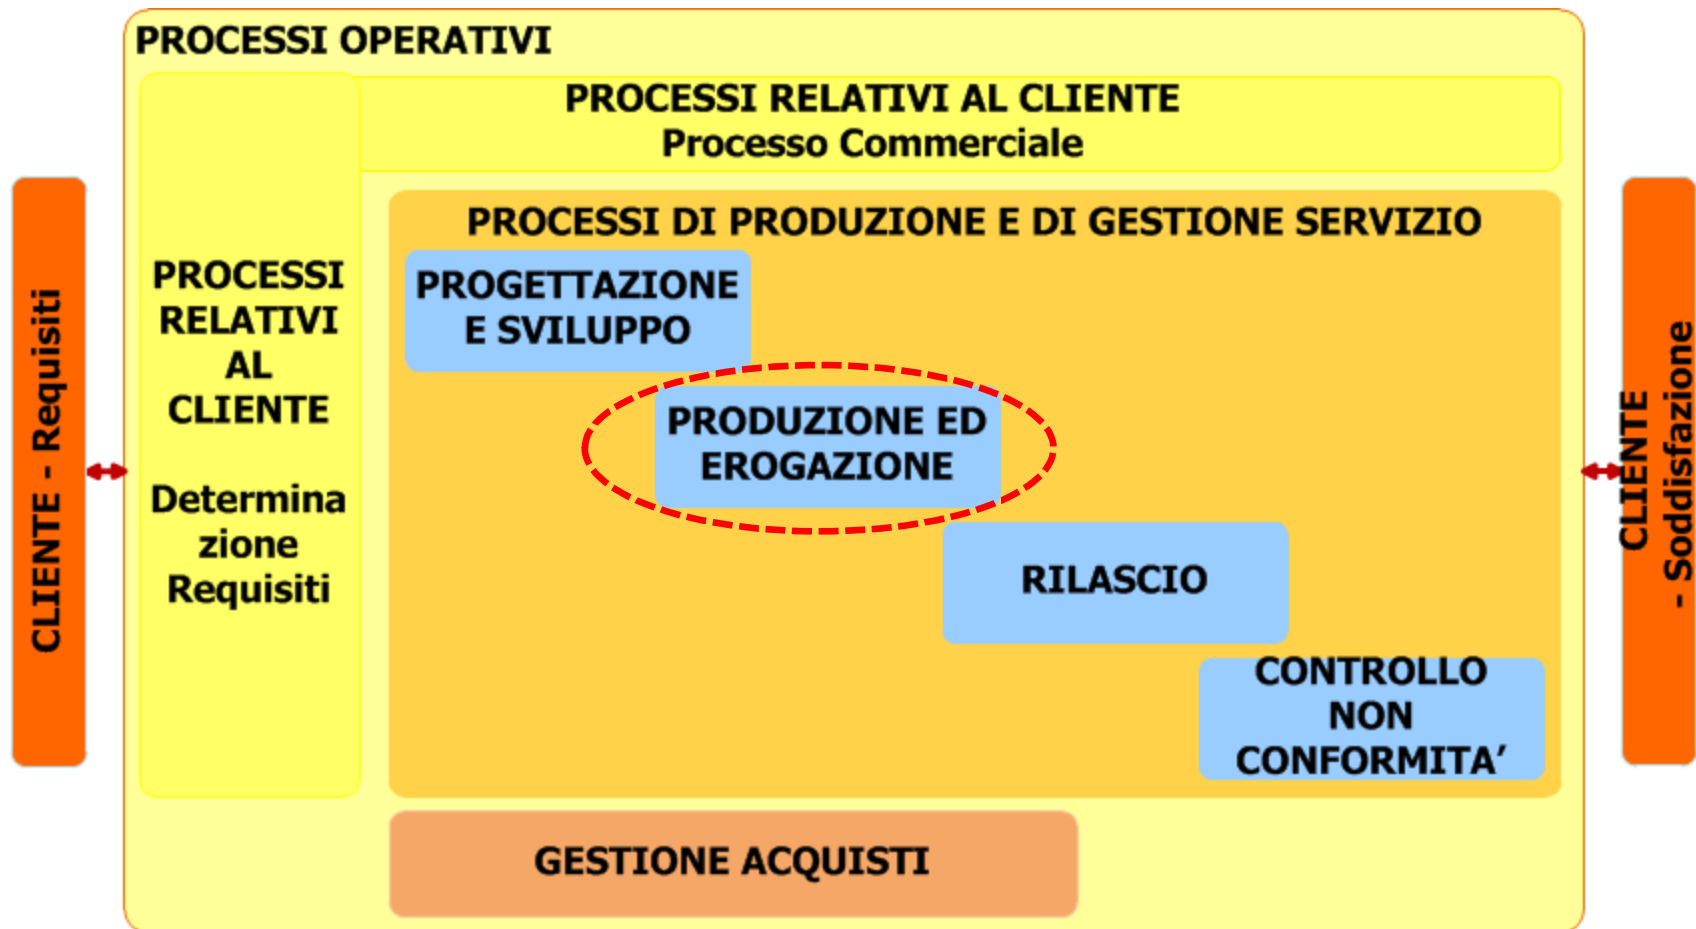 PROCESSI OPERATIVI
PROCESSI RELATIVI AL CLIENTE
Processo Commerciale
CLIENTE - Requisiti
PROCESSI
RELATIVI
AL
CLIENTE
Determina
zione
Requisiti
PROCESSI DI PRODUZIONE E DI GESTIONE SERVIZIO
PROGETTAZIONE
E SVILUPPO
PRODUZIONE ED
EROGAZIONE
RILASCIO
CONTROLLO
NON
CONFORMITA’
GESTIONE ACQUISTI
CLIENTE
- Soddisfazione